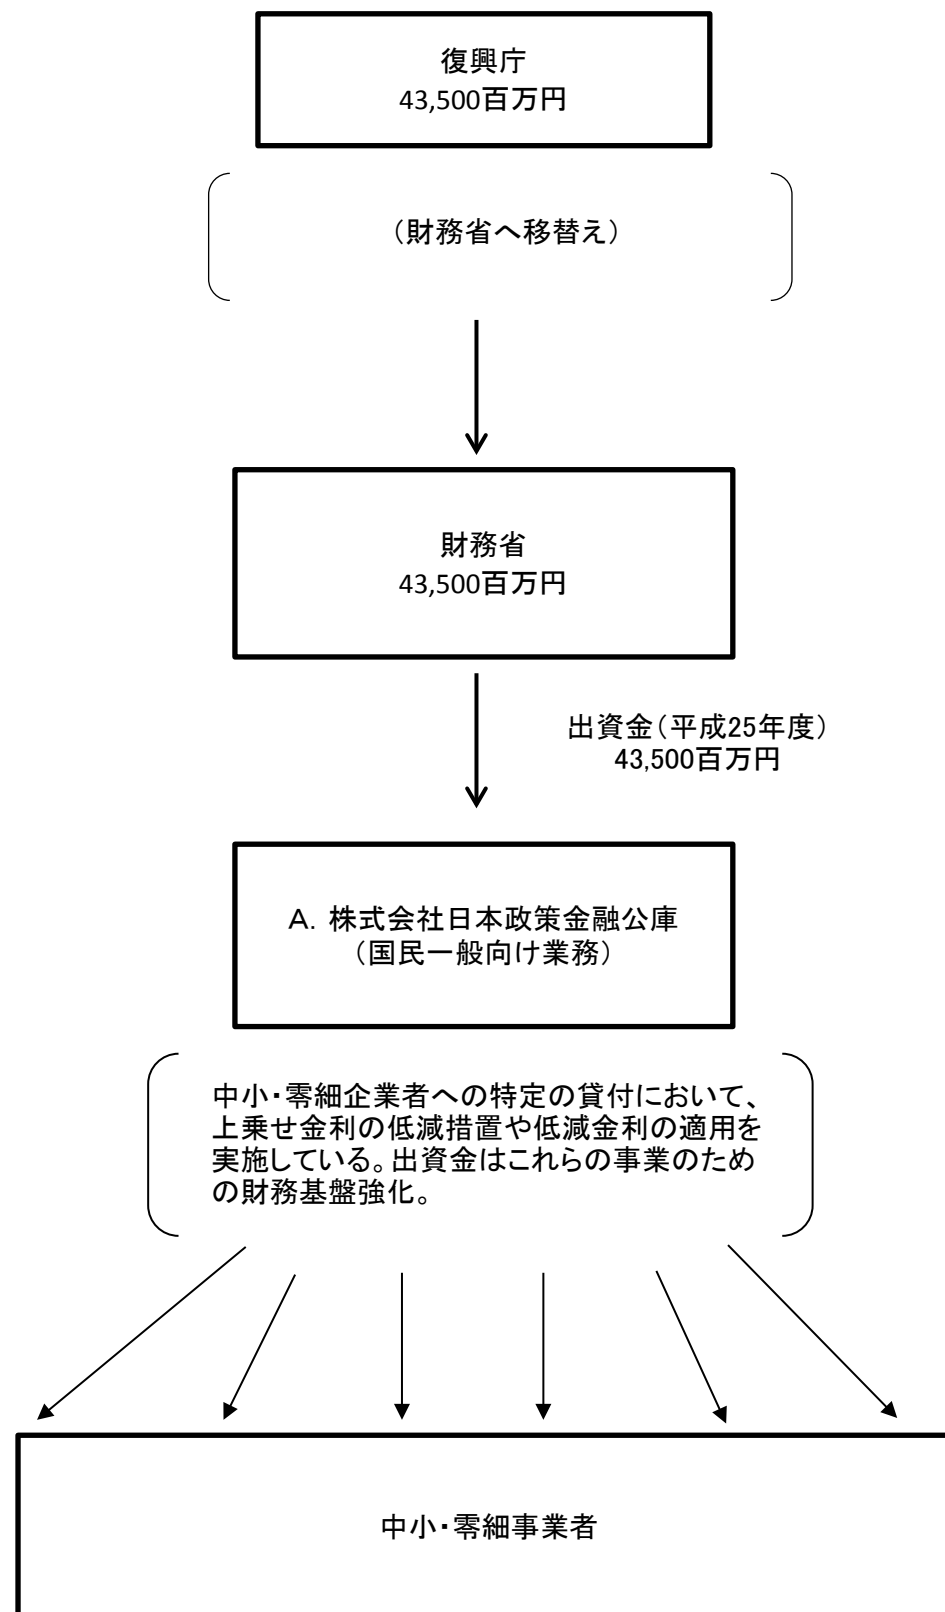 復興庁
43,500百万円
(財務省へ移替え)
財務省
43,500百万円
出資金(平成25年度)
43,500百万円
A. 株式会社日本政策金融公庫
(国民一般向け業務)
中小・零細企業者への特定の貸付において、
上乗せ金利の低減措置や低減金利の適用を
実施している。出資金はこれらの事業のため
の財務基盤強化。
中小・零細事業者